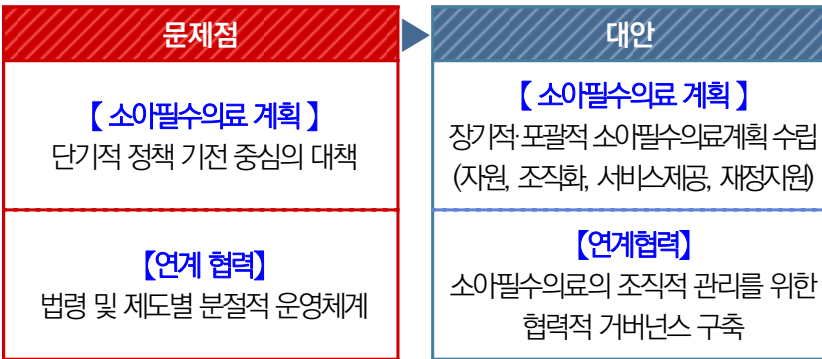 문제점
【 소아필수의료 계획 】
단기적 정책 기전 중심의 대책
【연계 협력】
법령 및 제도별 분절적 운영체계
대안
【 소아필수의료 계획 】
장기적·포괄적 소아필수의료계획 수립
(자원, 조직화, 서비스제공, 재정지원)
【연계협력】
소아필수의료의 조직적 관리를 위한
협력적 거버넌스 구축